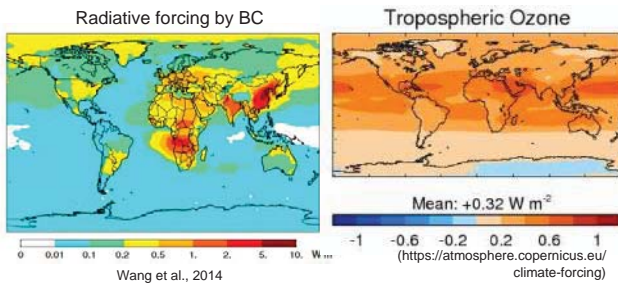 Radiative forcing by BC
0 0.01 0.1 0.2 0.5 1. 2. 5. 10.
Wang et al., 2014
Tropospheric Ozone
Mean: +0.32 W m-2
-1 -0.6 -0.2 0.2 0.6 1
(https://atmosphere.copernicus.eu/
climate-forcing)